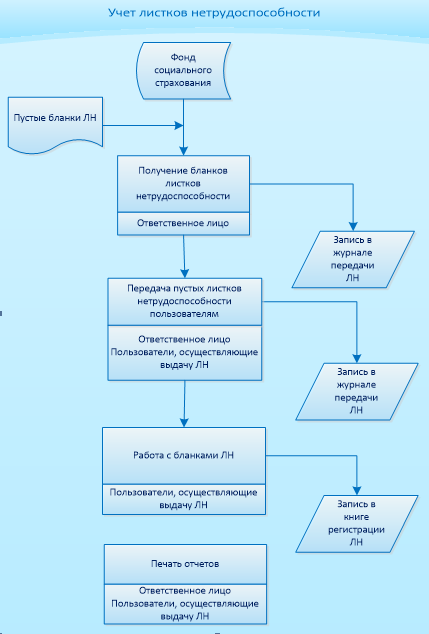 Учет листков нетрудоспособности
Фонд
социального
страхования
Пустые бланки ЛН
Получение бланков
листков
нетрудоспособности
Ответственное лицо
Запись в
журнале
передачи
ЛН
Передача пустых листков
нетрудоспособности
пользователям
Ответственное лицо
Пользователи, осуществляющие
выдачу ЛН
Запись в
журнале
передачи
ЛН
Работа с бланками ЛН
Пользователи, осуществляющие
выдачу ЛН
Запись в
книге
регистрации
ЛН
Печать отчетов
Ответственное лицо
Пользователи, осуществляющие
выдачу ЛН